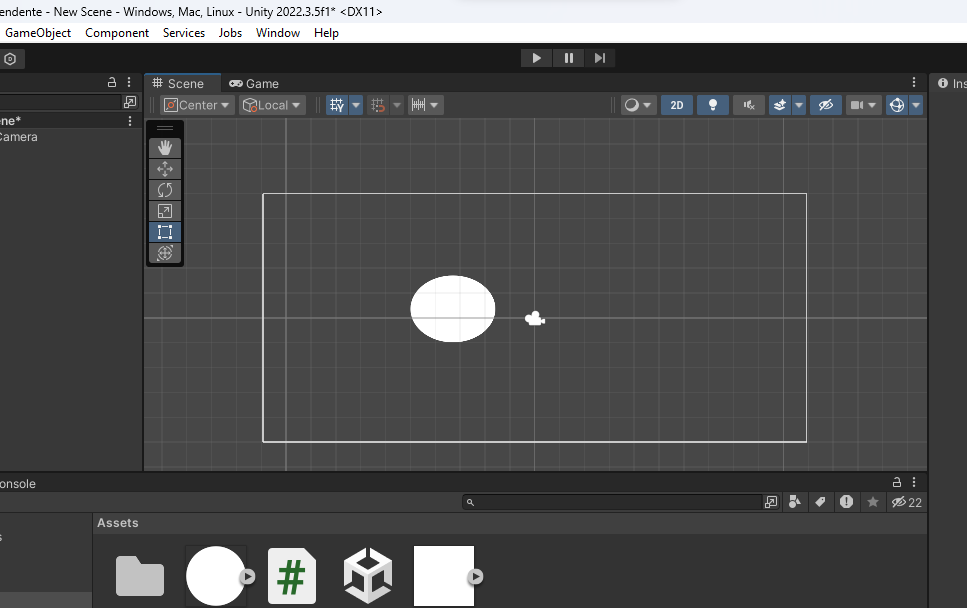 endente - New Scene - Windows, Mac, Linux - Unity 2022.3.5f1* <DX11>
GameObject Component Services Jobs Window Help
Scene Game
Ins
Center Local 2D
ne*
Camera
onsole
22
s
Assets
#